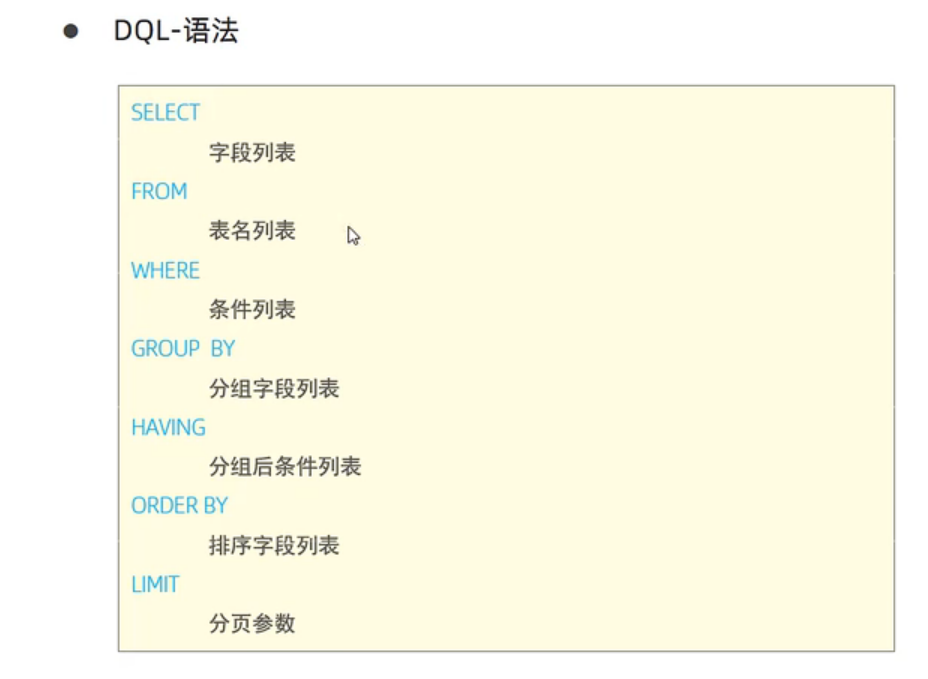 DQL-语法
SELECT
字段列表
FROM
表名列表
WHERE
条件列表
GROUP BY
分组字段列表
HAVING
分组后条件列表
ORDER BY
排序字段列表
LIMIT
分页参数